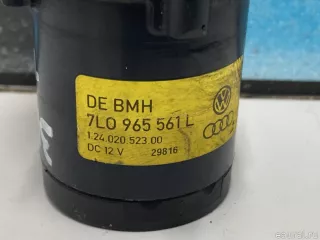 DE BMH
7L0 965 561 L
1.24.020.523.00
DC 12 V 29816